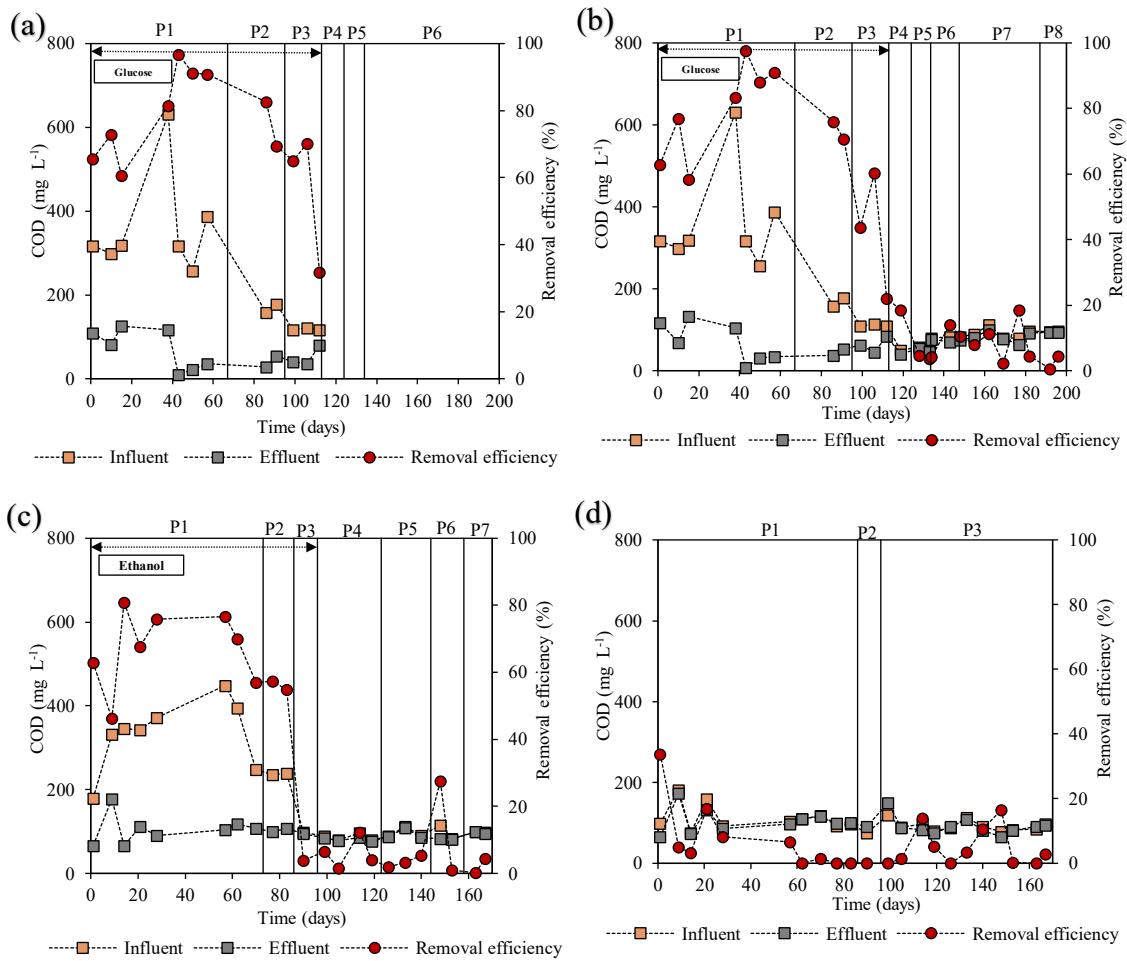 (a)
P1 P2 P3 P4 P5 P6
Glucose
COD (mg L-1)
800
600
400
200
0
Removal efficiency (%)
100
80
60
40
20
0
0 20 40 60 80 100 120 140 160 180 200
Time (days)
Influent Effluent Removal efficiency
(b)
P1 P2 P3 P4 P5 P6 P7 P8
Glucose
COD (mg L-1)
800
600
400
200
0
Removal efficiency (%)
100
80
60
40
20
0
0 20 40 60 80 100 120 140 160 180 200
Time (days)
Influent Effluent Removal efficiency
(c)
P1 P2 P3 P4 P5 P6 P7
Ethanol
COD (mg L-1)
800
600
400
200
0
Removal efficiency (%)
100
80
60
40
20
0
0 20 40 60 80 100 120 140 160
Time (days)
Influent Effluent Removal efficiency
(d)
P1 P2 P3
COD (mg L-1)
800
600
400
200
0
Removal efficiency (%)
100
80
60
40
20
0
0 20 40 60 80 100 120 140 160
Time (days)
Influent Effluent Removal efficiency